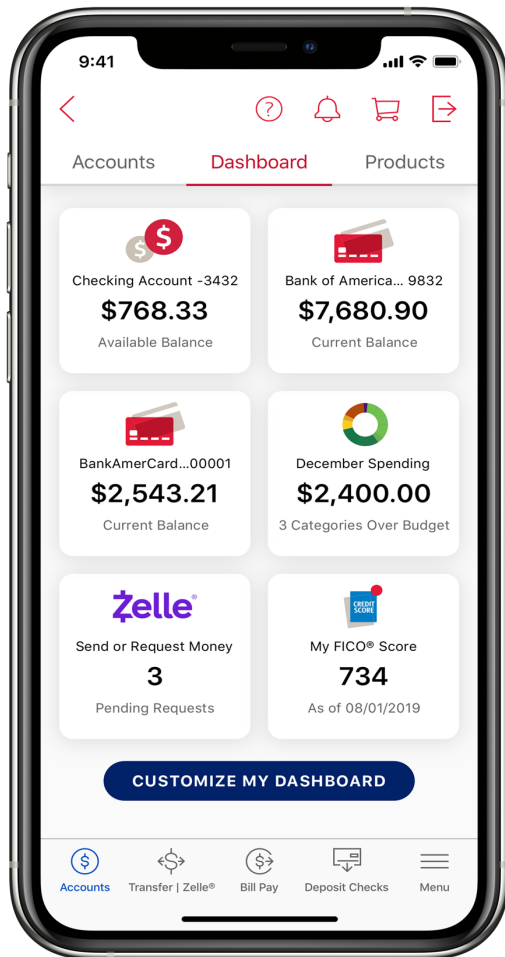 9:41
?
Accounts Dashboard Products
$ $
Checking Account -3432
$768.33
Available Balance
Bank of America... 9832
$7,680.90
Current Balance
BankAmerCard...00001
$2,543.21
Current Balance
December Spending
$2,400.00
3 Categories Over Budget
Zelle®
Send or Request Money
3
Pending Requests
CREDIT
SCORE
My FICO® Score
734
As of 08/01/2019
CUSTOMIZE MY DASHBOARD
$ $ $
Accounts Transfer | Zelle® Bill Pay Deposit Checks Menu